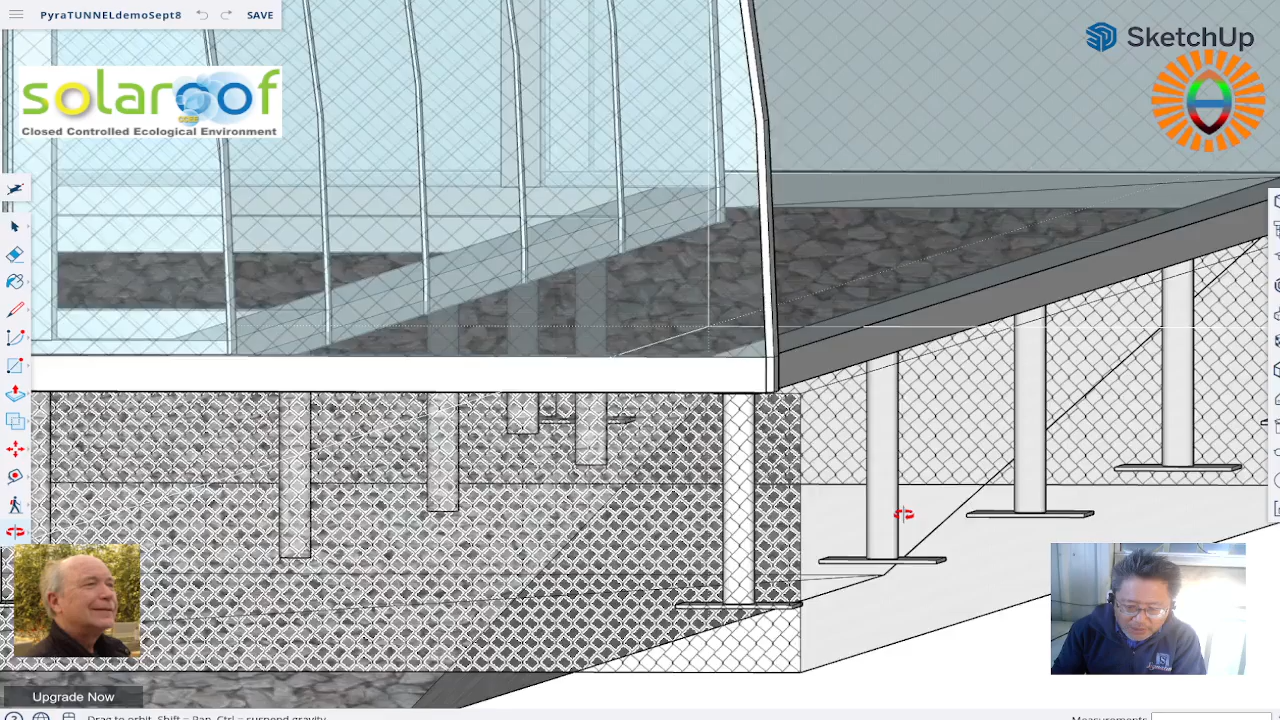 PyraTUNNELdemoSept8
SAVE
SketchUp
solaroof
Closed Controlled Ecological Environment
Upgrade Now
Drag to orbit. Shift = Pan, Ctrl = suspend gravity
Measurements